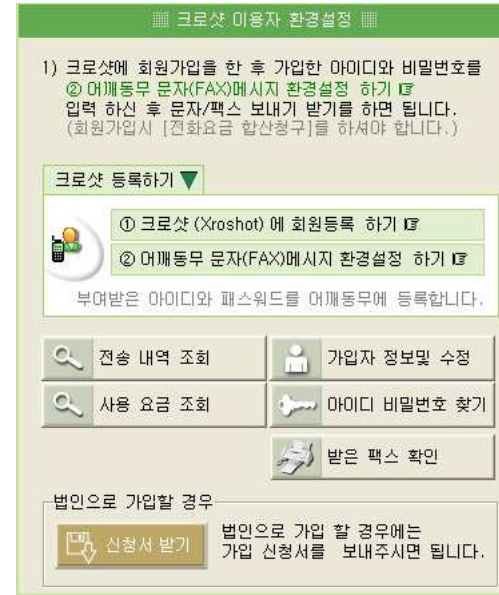 크로샷 이용자 환경설정
1) 크로샷에 회원가입을 한 후 가입한 아이디와 비밀번호를
② 어깨동무 문자(FAX)메시지 환경설정 하기 ☞
입력 하신 후 문자/팩스 보내기 받기를 하면 됩니다.
(회원가입시 [전화요금 합산청구]를 하셔야 합니다.)
크로샷 등록하기▼
① 크로샷 (Xroshot) 에 회원등록 하기 ☞
② 어깨동무 문자(FAX)메시지 환경설정 하기 ☞
부여받은 아이디와 패스워드를 어깨동무에 등록합니다.
전송 내역 조회
가입자 정보및 수정
사용 요금 조회
아이디 비밀번호 찾기
받은 팩스 확인
법인으로 가입할 경우
신청서 받기
법인으로 가입 할 경우에는
가입 신청서를 보내주시면 됩니다.